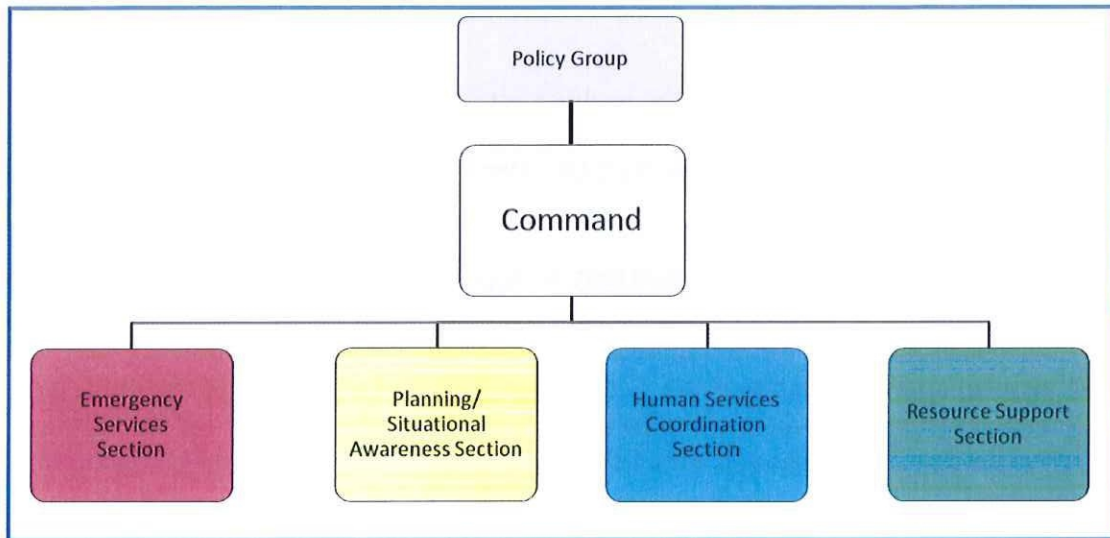 Policy Group
Command
Emergency
Services
Section
Planning/
Situational
Awareness Section
Human Services
Coordination
Section
Resource Support
Section